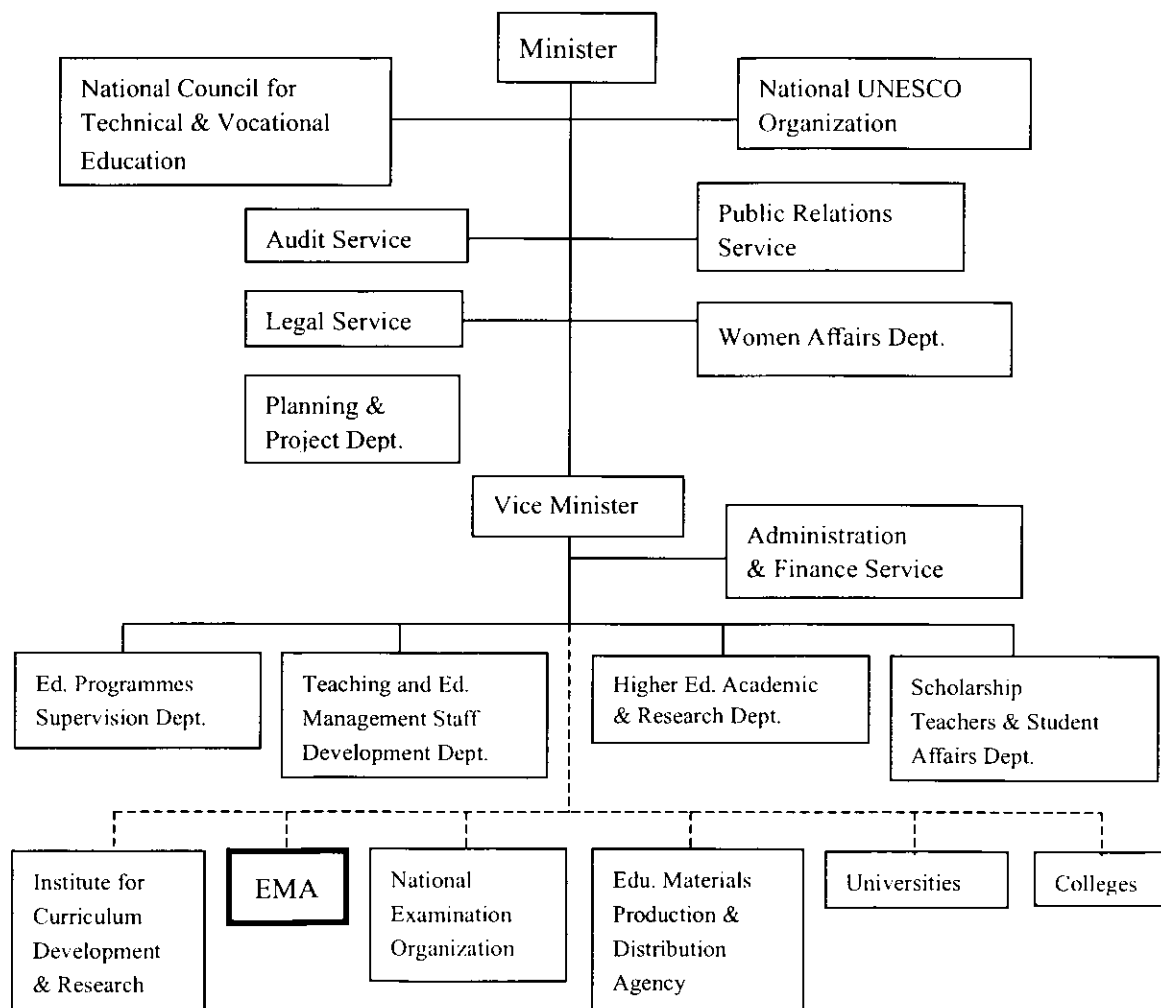 Minister
National Council for
Technical & Vocational
Education
National UNESCO
Organization
Audit Service
Public Relations
Service
Legal Service
Women Affairs Dept.
Planning &
Project Dept.
Vice Minister
Administration
& Finance Service
Ed. Programmes
Supervision Dept.
Teaching and Ed.
Management Staff
Development Dept.
Higher Ed. Academic
& Research Dept.
Scholarship
Teachers & Student
Affairs Dept.
Institute for
Curriculum
Development
& Research
EMA
National
Examination
Organization
Edu. Materials
Production &
Distribution
Agency
Universities
Colleges